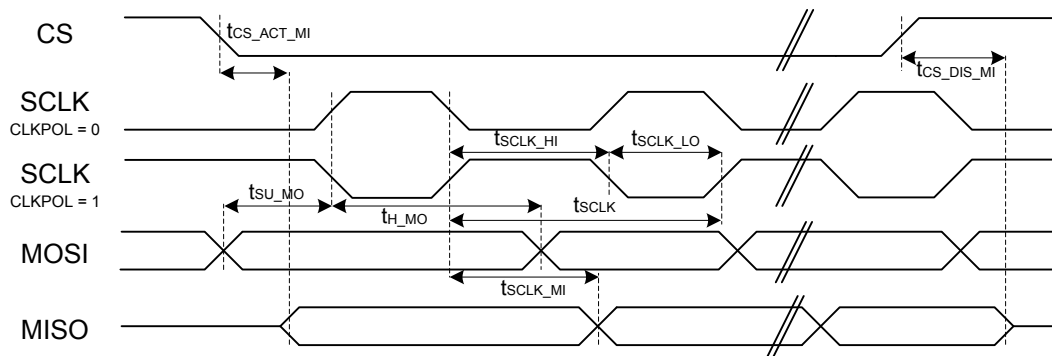 CS
tCS_ACT_MI
tCS_DIS_MI
SCLK
CLKPOL = 0
tSCLK_HI
tSCLK_LO
SCLK
CLKPOL = 1
tSU_MO
tH_MO
tSCLK
MOSI
tSCLK_MI
MISO